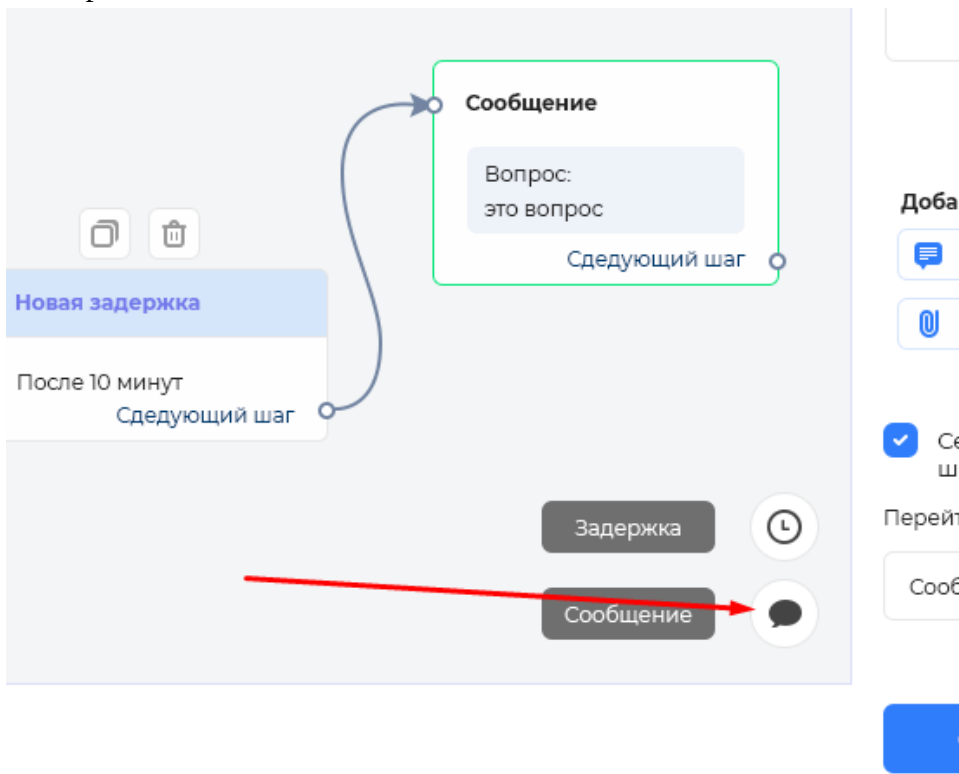 Сообщение
Вопрос:
это вопрос
Сдедующий шаг
Новая задержка
После 10 минут
Сдедующий шаг
Задержка
Сообщение